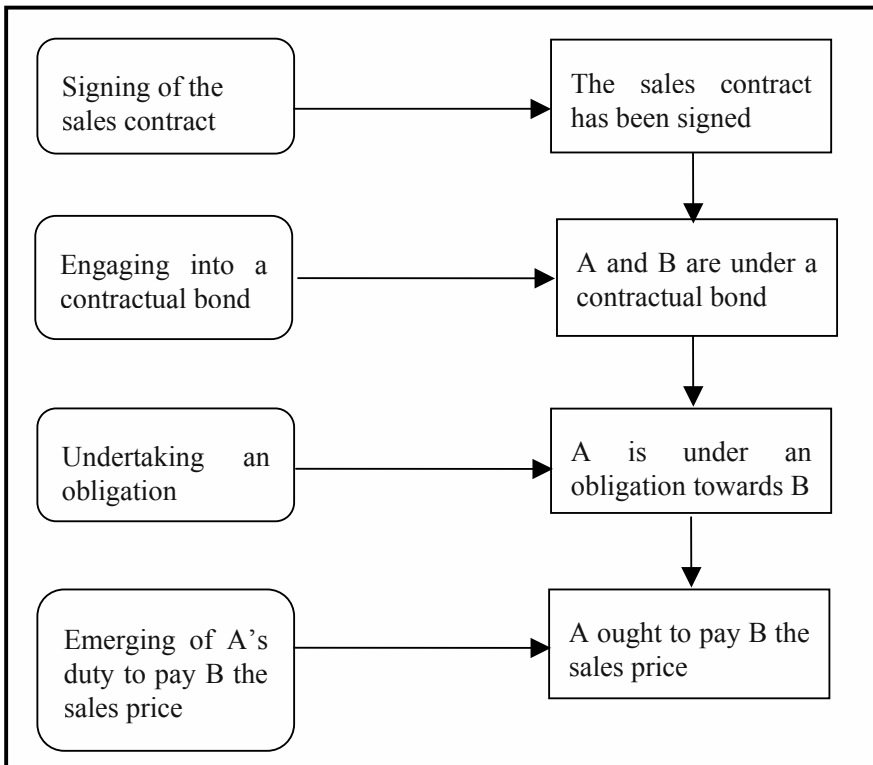 Signing of the
sales contract
The sales contract
has been signed
Engaging into a
contractual bond
A and B are under a
contractual bond
Undertaking an
obligation
A is under an
obligation towards B
Emerging of A's
duty to pay B the
sales price
A ought to pay B the
sales price